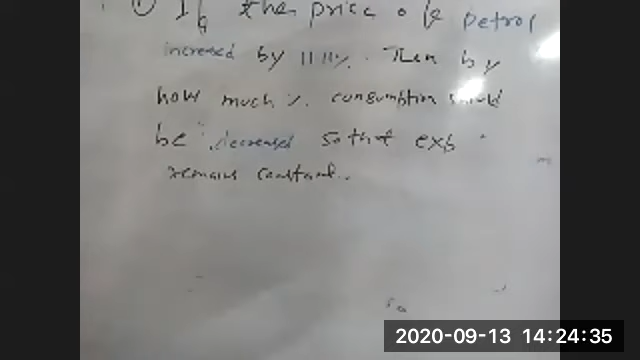 ① If the price of petrol
increased by 11.11%. Then by
how much % consumption should
be decreased so that exp
remains constant..
2020-09-13 14:24:35